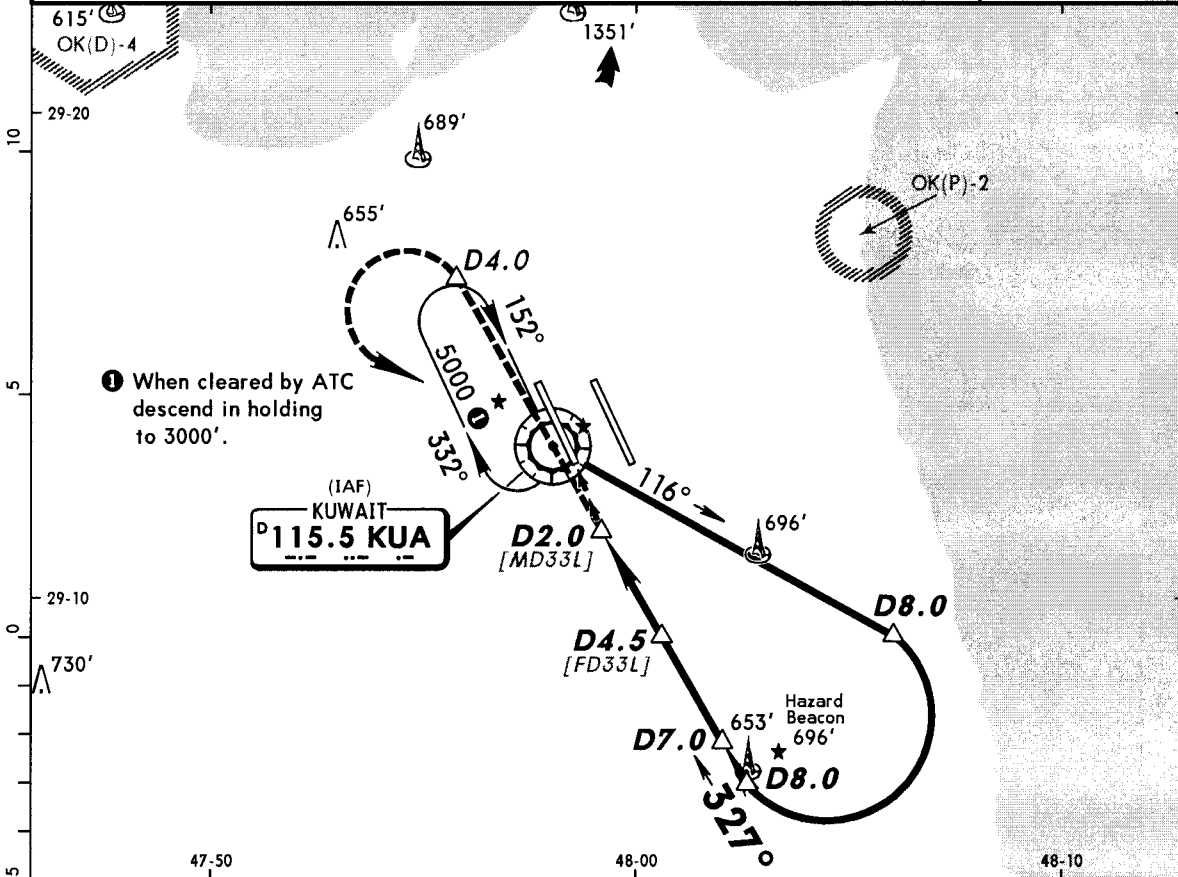 615'
OK(D)-4
1351'
29-20
10
689'
OK(P)-2
655'
D4.0
152°
5000 1
332°
5
1 When cleared by ATC
descend in holding
to 3000'.
(IAF)
KUWAIT
D 115.5 KUA
116°
696'
D2.0
[MD33L]
29-10
D8.0
0
D4.5
[FD33L]
730'
Hazard
Beacon
696'
653'
D7.0
D8.0
327°
5
47-50
48-00
48-10